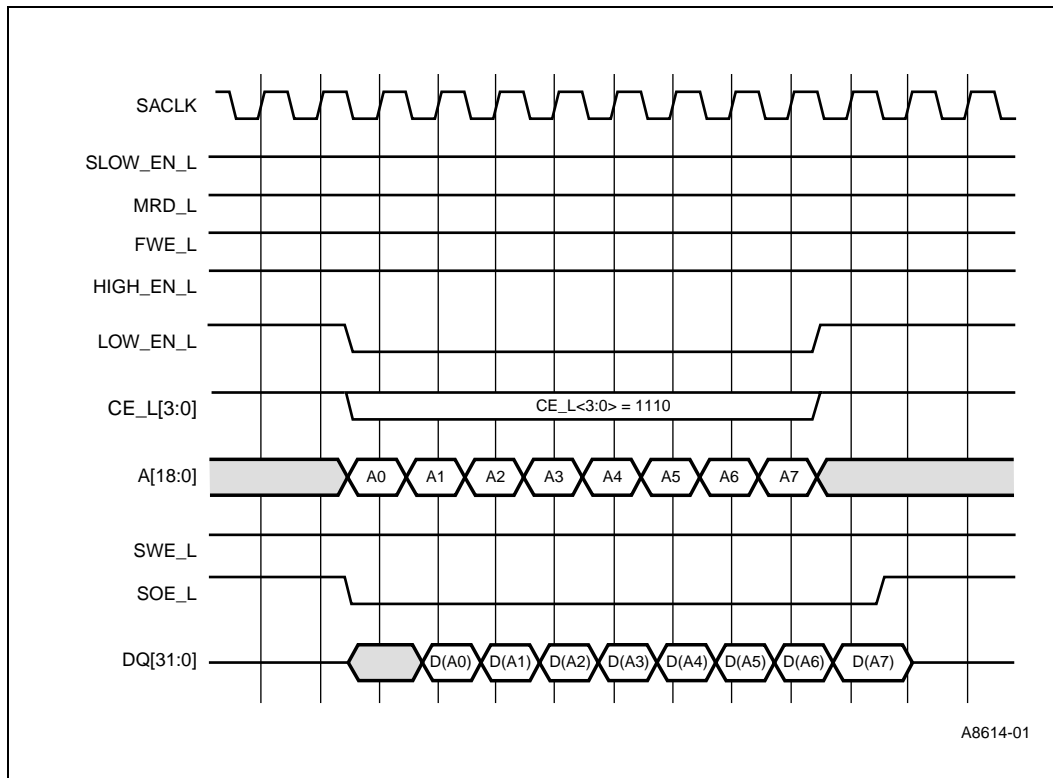 SACLK
SLOW_EN_L
MRD_L
FWE_L
HIGH_EN_L
LOW_EN_L
CE_L[3:0]
CE_L<3:0> = 1110
A[18:0]
A0 A1 A2 A3 A4 A5 A6 A7
SWE_L
SOE_L
DQ[31:0]
D(A0) D(A1) D(A2) D(A3) D(A4) D(A5) D(A6) D(A7)
A8614-01